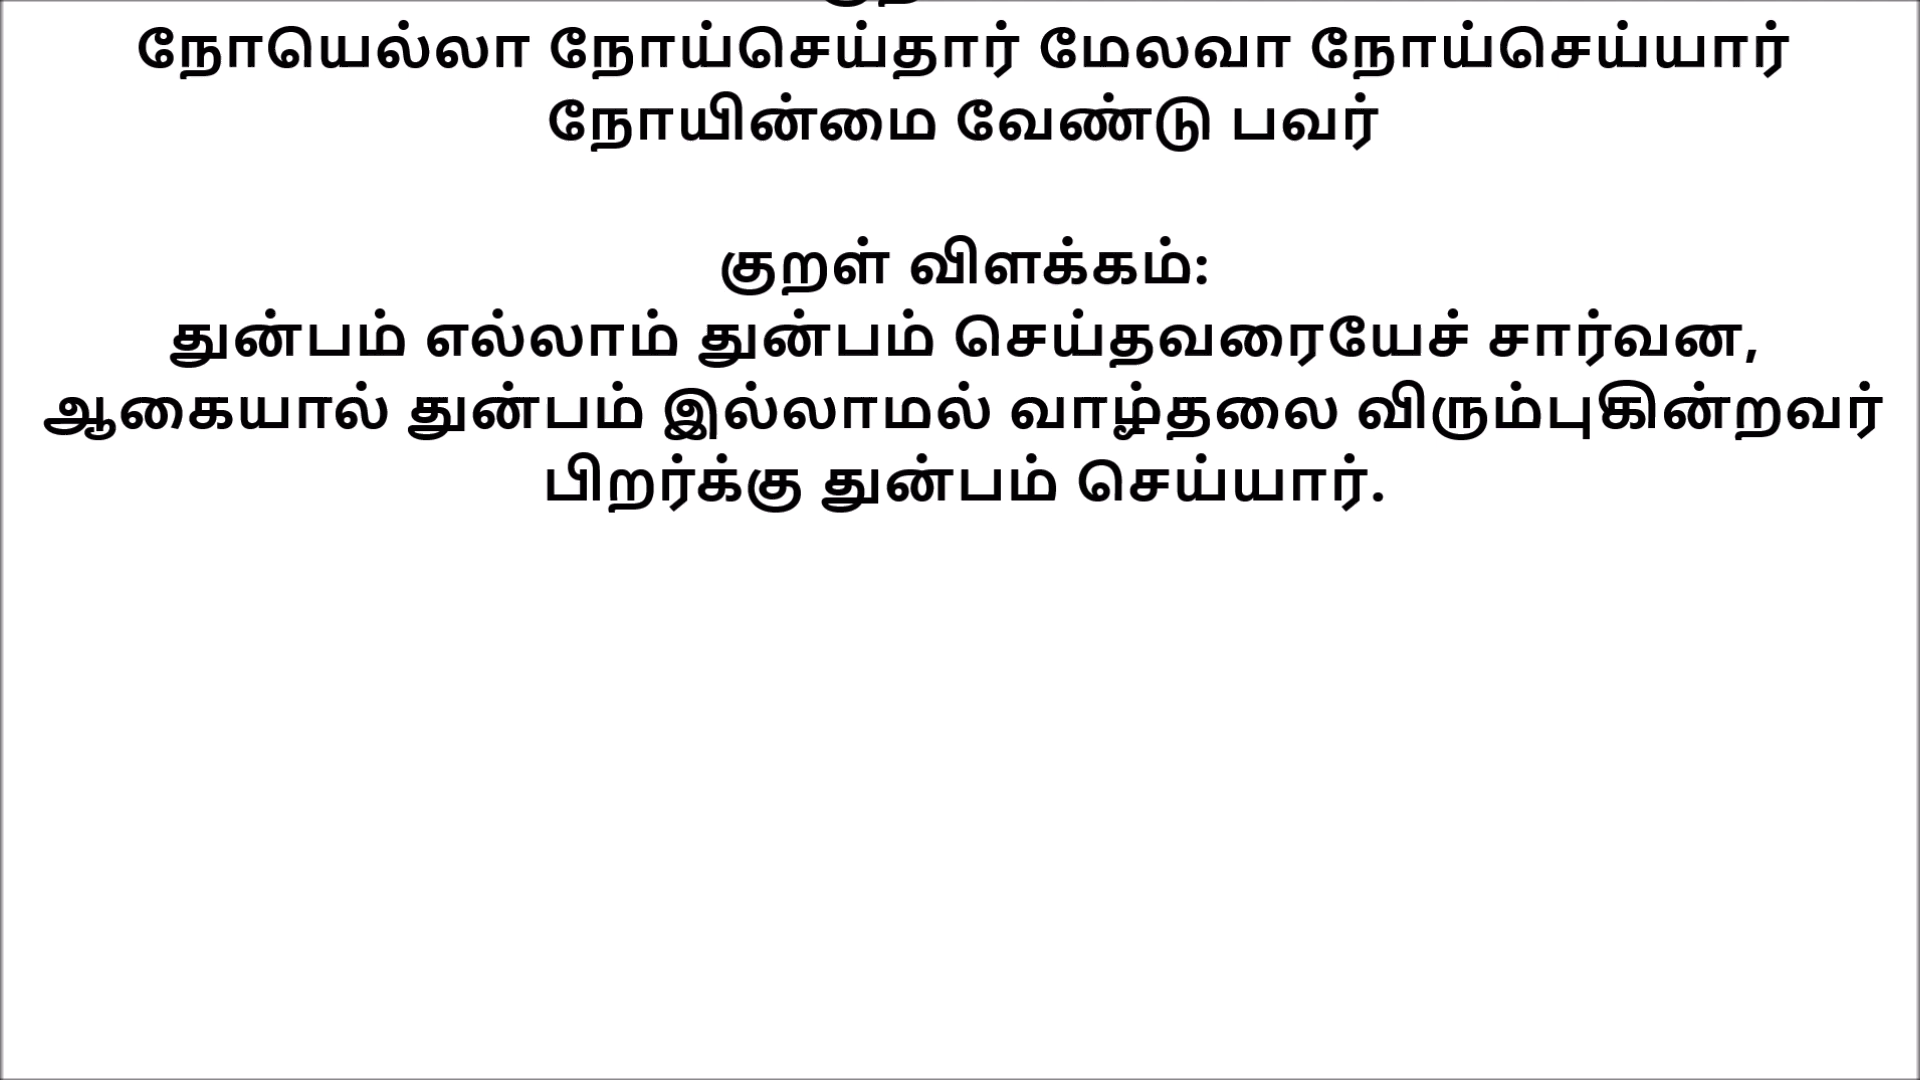 நோயெல்லா நோய்செய்தார் மேலவா நோய்செய்யார்
நோயின்மை வேண்டு பவர்
குறள் விளக்கம்:
துன்பம் எல்லாம் துன்பம் செய்தவரையேச் சார்வன,
ஆகையால் துன்பம் இல்லாமல் வாழ்தலை விரும்புகின்றவர்
பிறர்க்கு துன்பம் செய்யார்.